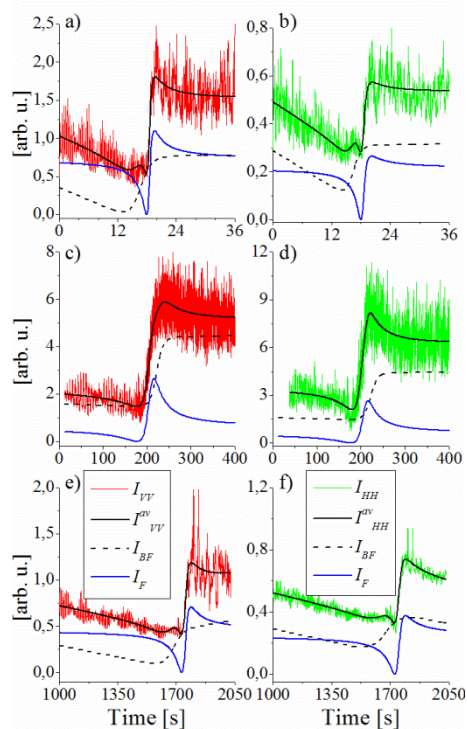 a)
b)
[arb. u.]
2,5
2,0
1,5
1,0
0,5
0,0
0 12 24 36
0,8
0,6
0,4
0,2
0,0
0 12 24 36
c)
d)
[arb. u.]
8
6
4
2
0
0 100 200 300 400
12
9
6
3
0
0 100 200 300 400
e)
f)
[arb. u.]
2,0
1,5
1,0
0,5
0,0
1000 1350 1700 2050
1,2
0,8
0,4
0,0
1000 1350 1700 2050
I_VV
I^av_VV
I_BF
I_F
I_HH
I^av_HH
I_BF
I_F
Time [s]
Time [s]